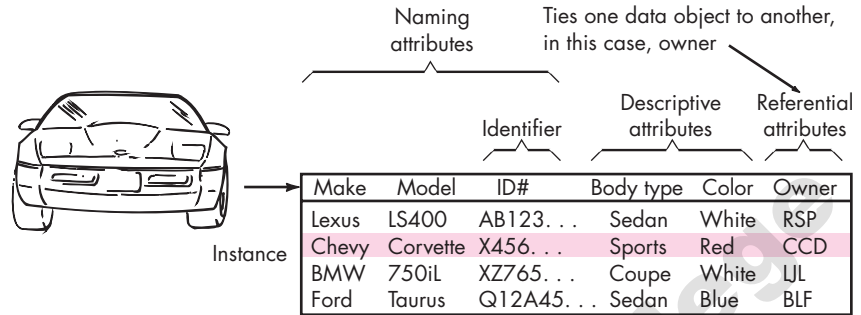 Naming
attributes
Ties one data object to another,
in this case, owner
Identifier
Descriptive
attributes
Referential
attributes
Make Model ID# Body type Color Owner
Lexus LS400 AB123. . . Sedan White RSP
Instance
Chevy Corvette X456. . . Sports Red CCD
BMW 750iL XZ765. . . Coupe White LJL
Ford Taurus Q12A45. . . Sedan Blue BLF